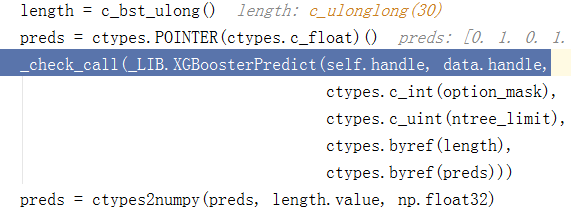 length = c_bst_ulong()  length: c_ulonglong(30)
preds = ctypes.POINTER(ctypes.c_float)()  preds: [0. 1. 0. 1.
_check_call(_LIB.XGBoosterPredict(self.handle, data.handle,
ctypes.c_int(option_mask),
ctypes.c_uint(ntree_limit),
ctypes.byref(length),
ctypes.byref(preds)))
preds = ctypes2numpy(preds, length.value, np.float32)